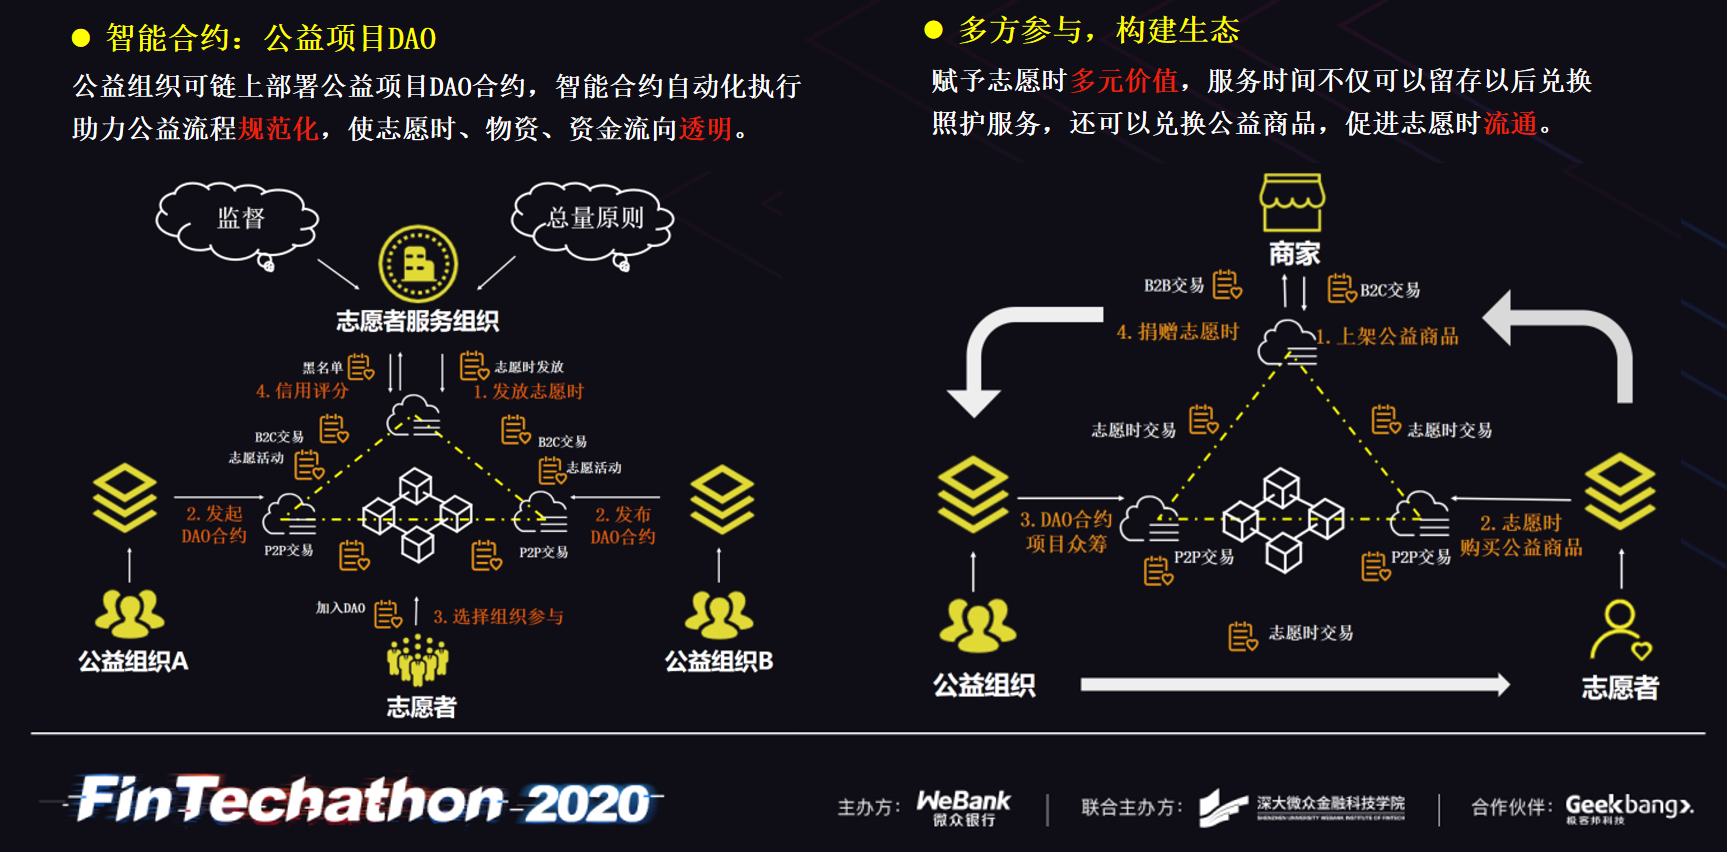 智能合约：公益项目DAO
公益组织可链上部署公益项目DAO合约，智能合约自动化执行
助力公益流程规范化，使志愿时、物资、资金流向透明。
监督
总量原则
志愿者服务组织
黑名单
志愿时发放
4.信用评分
1.发放志愿时
B2C交易
B2C交易
志愿活动
志愿活动
2.发起
DAO合约
2.发布
DAO合约
P2P交易
P2P交易
加入DAO
3.选择组织参与
公益组织A
公益组织B
志愿者
多方参与，构建生态
赋予志愿时多元价值，服务时间不仅可以留存以后兑换
照护服务，还可以兑换公益商品，促进志愿时流通。
商家
B2B交易
B2C交易
4.捐赠志愿时
1.上架公益商品
志愿时交易
志愿时交易
3.DAO合约
项目众筹
2.志愿时
购买公益商品
P2P交易
P2P交易
志愿时交易
公益组织
志愿者
FinTechathon 2020
主办方：
WeBank
微众银行
联合主办方：
深大微众金融科技学院
SHENZHEN UNIVERSITY WEBANK INSTITUTE OF FINTECH
合作伙伴：
Geekbang>.
极客邦科技